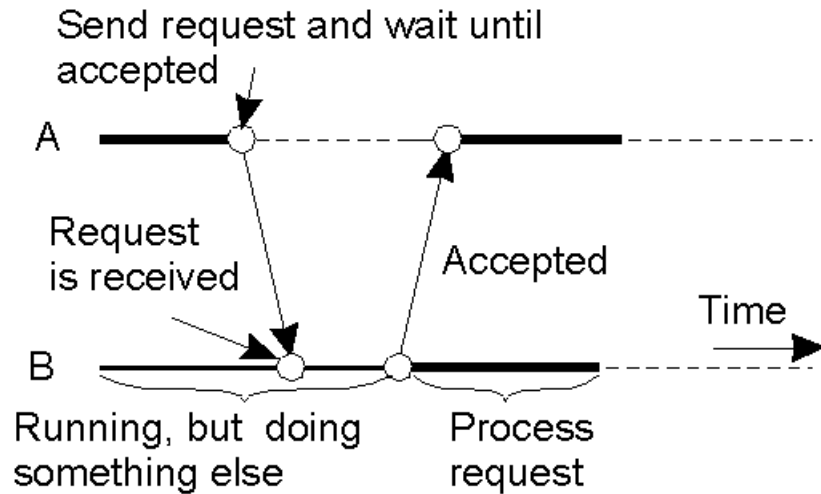 Send request and wait until
accepted
A
Request
is received
Accepted
Time
B
Running, but doing
something else
Process
request